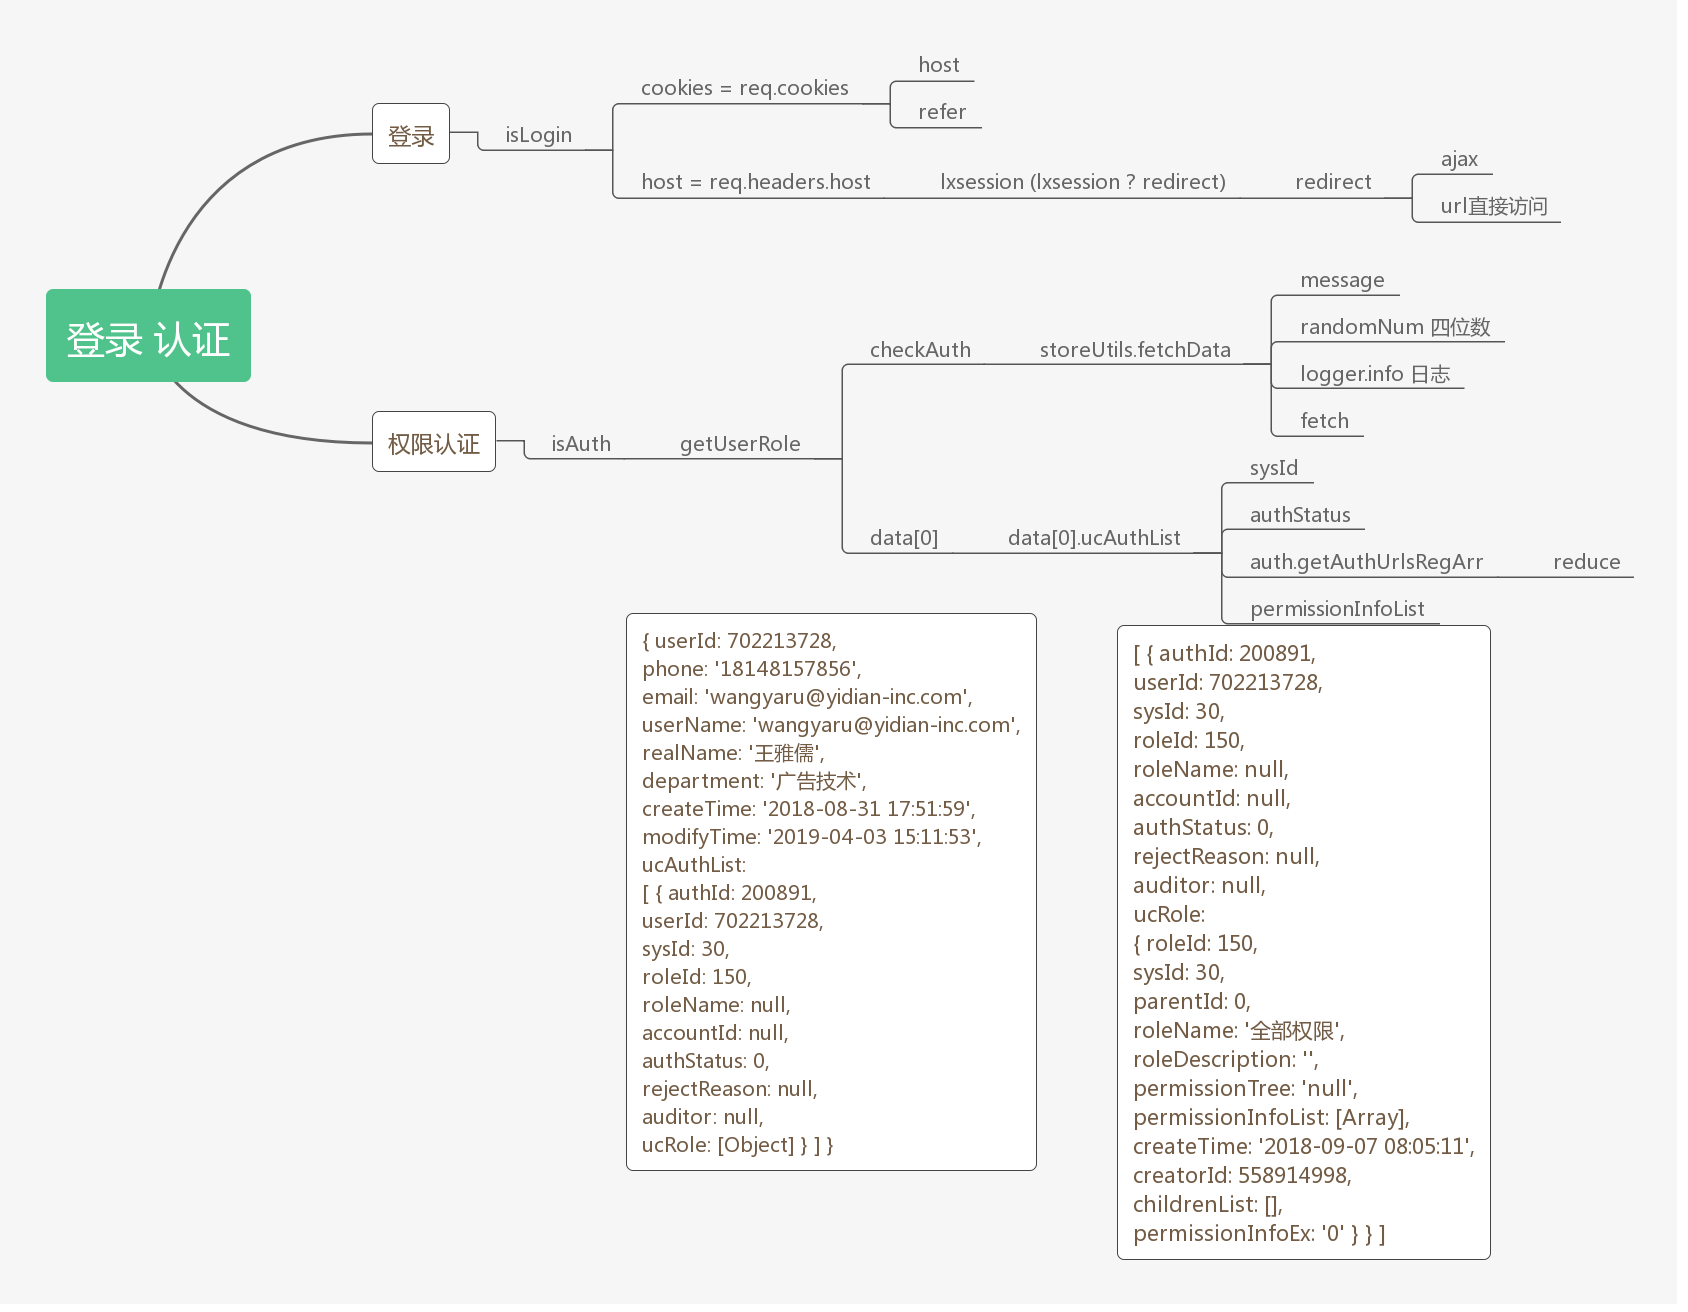 登录 认证
登录
isLogin
cookies = req.cookies
host
refer
host = req.headers.host
lxsession (lxsession ? redirect)
redirect
ajax
url直接访问
权限认证
isAuth
getUserRole
checkAuth
storeUtils.fetchData
message
randomNum 四位数
logger.info 日志
fetch
data[0]
data[0].ucAuthList
sysId
authStatus
auth.getAuthUrlsRegArr
reduce
permissionInfoList
{ userId: 702213728,
phone: '18148157856',
email: 'wangyaru@yidian-inc.com',
userName: 'wangyaru@yidian-inc.com',
realName: '王雅儒',
department: '广告技术',
createTime: '2018-08-31 17:51:59',
modifyTime: '2019-04-03 15:11:53',
ucAuthList:
[ { authId: 200891,
userId: 702213728,
sysId: 30,
roleId: 150,
roleName: null,
accountId: null,
authStatus: 0,
rejectReason: null,
auditor: null,
ucRole: [Object] } ] }
[ { authId: 200891,
userId: 702213728,
sysId: 30,
roleId: 150,
roleName: null,
accountId: null,
authStatus: 0,
rejectReason: null,
auditor: null,
ucRole:
{ roleId: 150,
sysId: 30,
parentId: 0,
roleName: '全部权限',
roleDescription: '',
permissionTree: 'null',
permissionInfoList: [Array],
createTime: '2018-09-07 08:05:11',
creatorId: 558914998,
childrenList: [],
permissionInfoEx: '0' } } ]